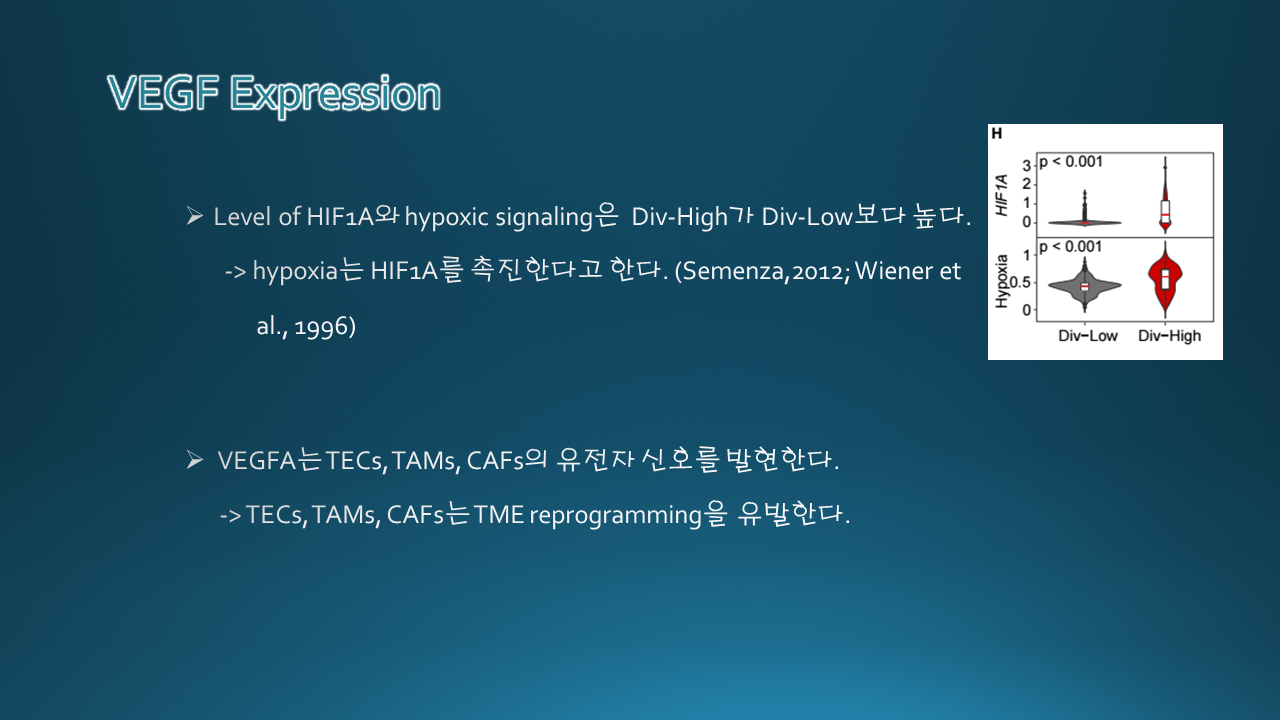 VEGF Expression
➢ Level of HIF1A와 hypoxic signaling은 Div-High가 Div-Low보다 높다.
-> hypoxia는 HIF1A를 촉진한다고 한다. (Semenza,2012; Wiener et
al., 1996)
➢ VEGFA는 TECs, TAMs, CAFs의 유전자 신호를 발현한다.
-> TECs, TAMs, CAFs는 TME reprogramming을 유발한다.
H
p < 0.001
HIF1A
3
2
1
0
p < 0.001
Hypoxia
1
0.5
0
Div−Low Div−High